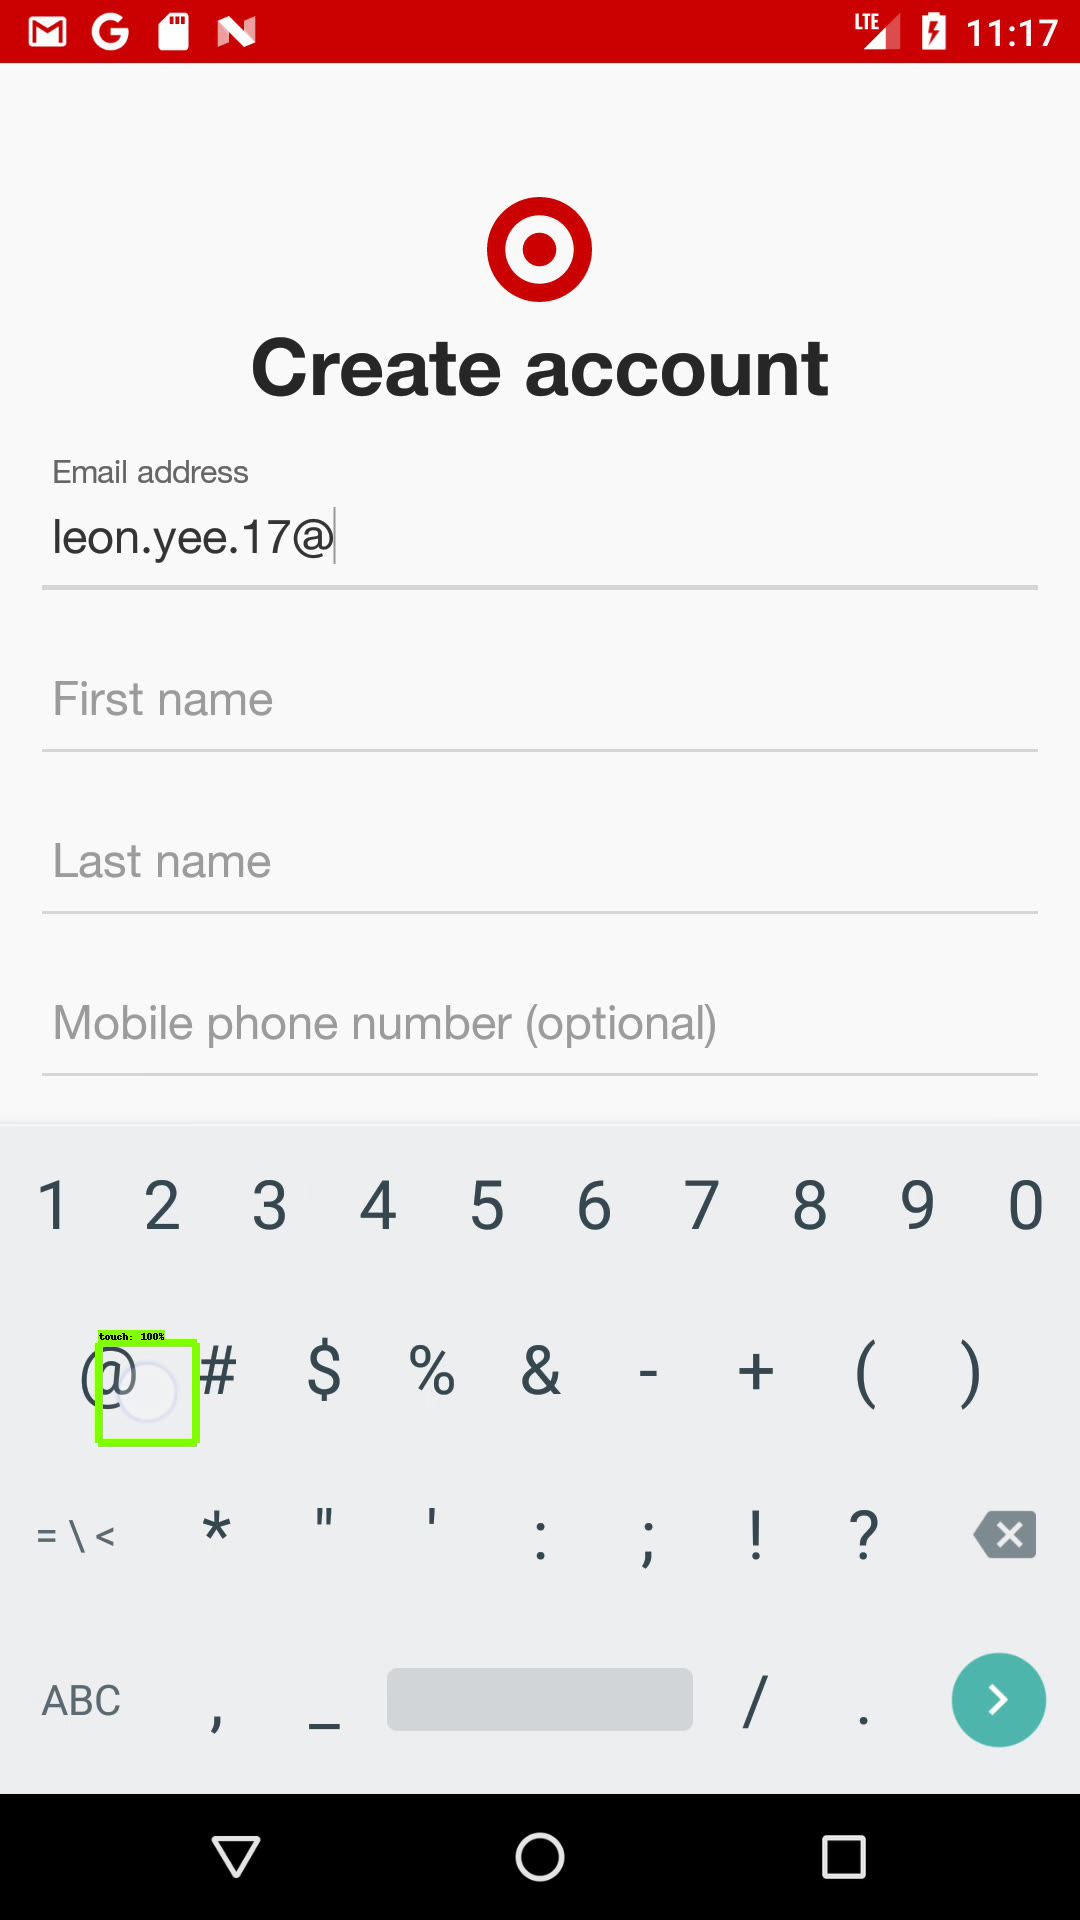 LTE 11:17
Create account
Email address
leon.yee.17@
First name
Last name
Mobile phone number (optional)
1 2 3 4 5 6 7 8 9 0
touch: 100%
@ # $ % & - + ( )
= \ < * " ' : ; ! ?
ABC , _ / .